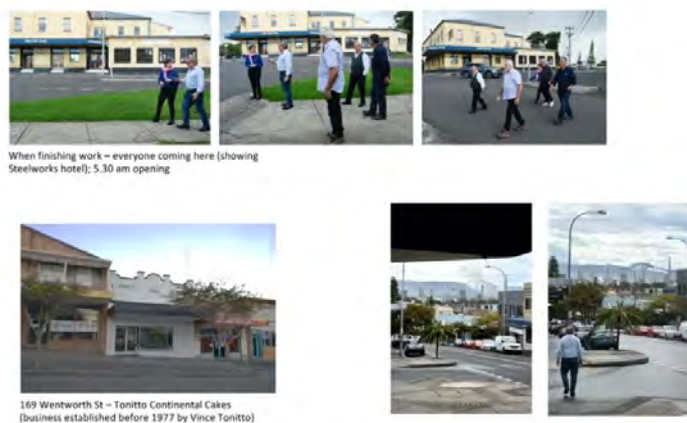 When finishing work – everyone coming here (showing
Steelworks hotel); 5.30 am opening
169 Wentworth St – Tonitto Continental Cakes
(business established before 1977 by Vince Tonitto)